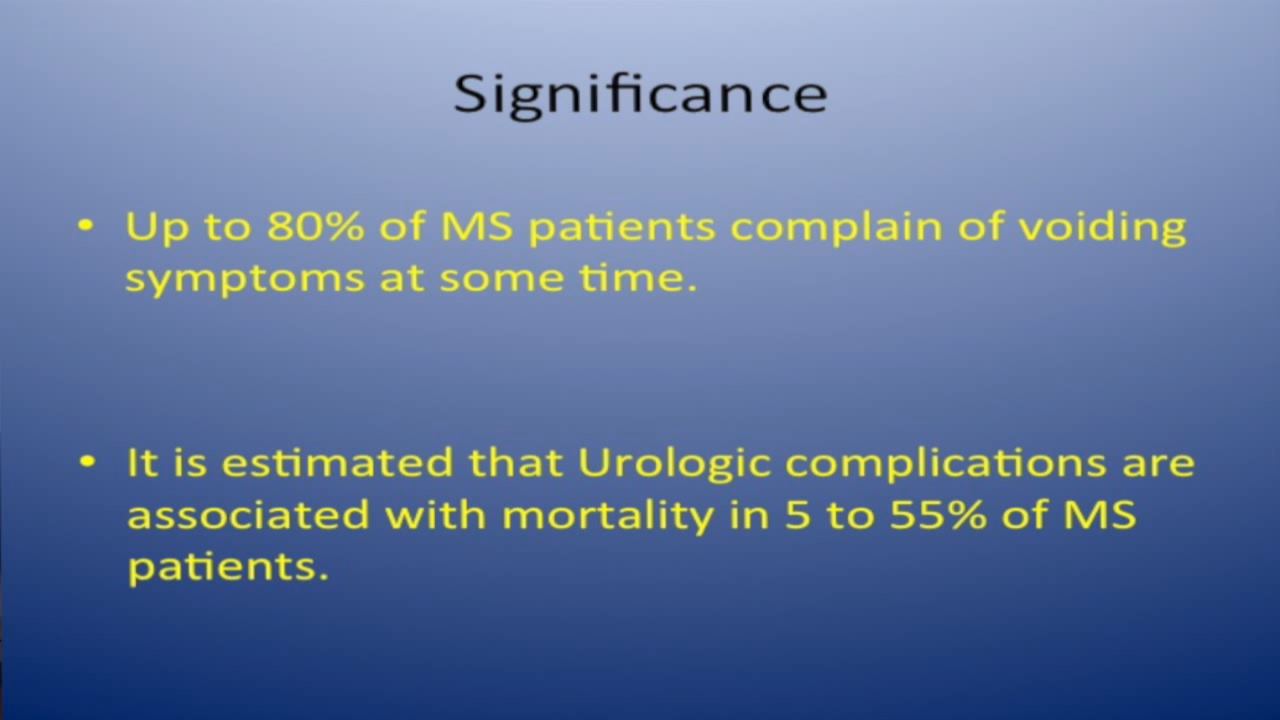 Significance
• Up to 80% of MS patients complain of voiding
symptoms at some time.
• It is estimated that Urologic complications are
associated with mortality in 5 to 55% of MS
patients.